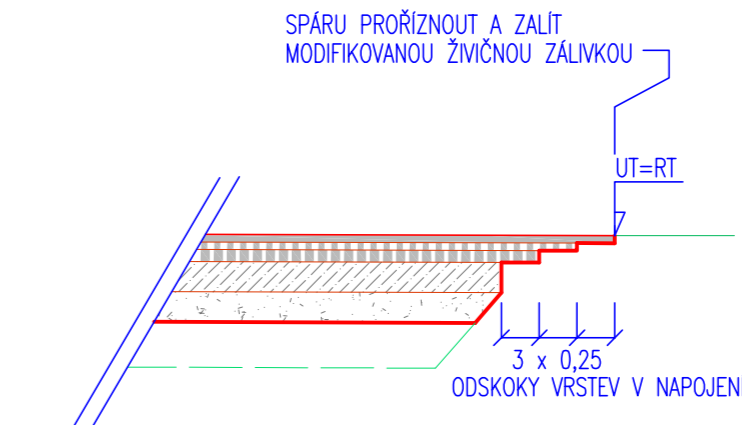 SPÁRU PROŘÍZNOUT A ZALÍT
MODIFIKOVANOU ŽIVIČNOU ZÁLIVKOU
UT=RT
3 x 0,25
ODSKOKY VRSTEV V NAPOJEN